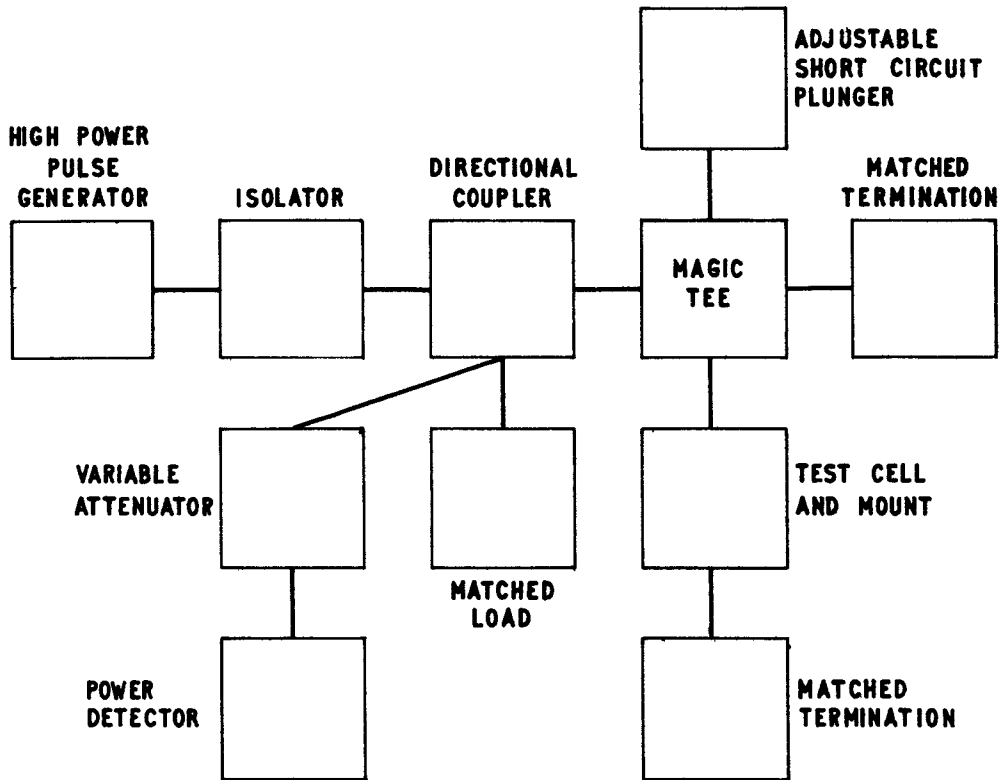 ADJUSTABLE
SHORT CIRCUIT
PLUNGER
HIGH POWER
PULSE
GENERATOR
ISOLATOR
DIRECTIONAL
COUPLER
MATCHED
TERMINATION
MAGIC
TEE
VARIABLE
ATTENUATOR
MATCHED
LOAD
TEST CELL
AND MOUNT
POWER
DETECTOR
MATCHED
TERMINATION